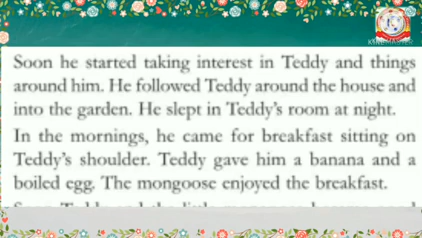 Soon he started taking interest in Teddy and things
around him. He followed Teddy around the house and
into the garden. He slept in Teddy's room at night.
In the mornings, he came for breakfast sitting on
Teddy's shoulder. Teddy gave him a banana and a
boiled egg. The mongoose enjoyed the breakfast.